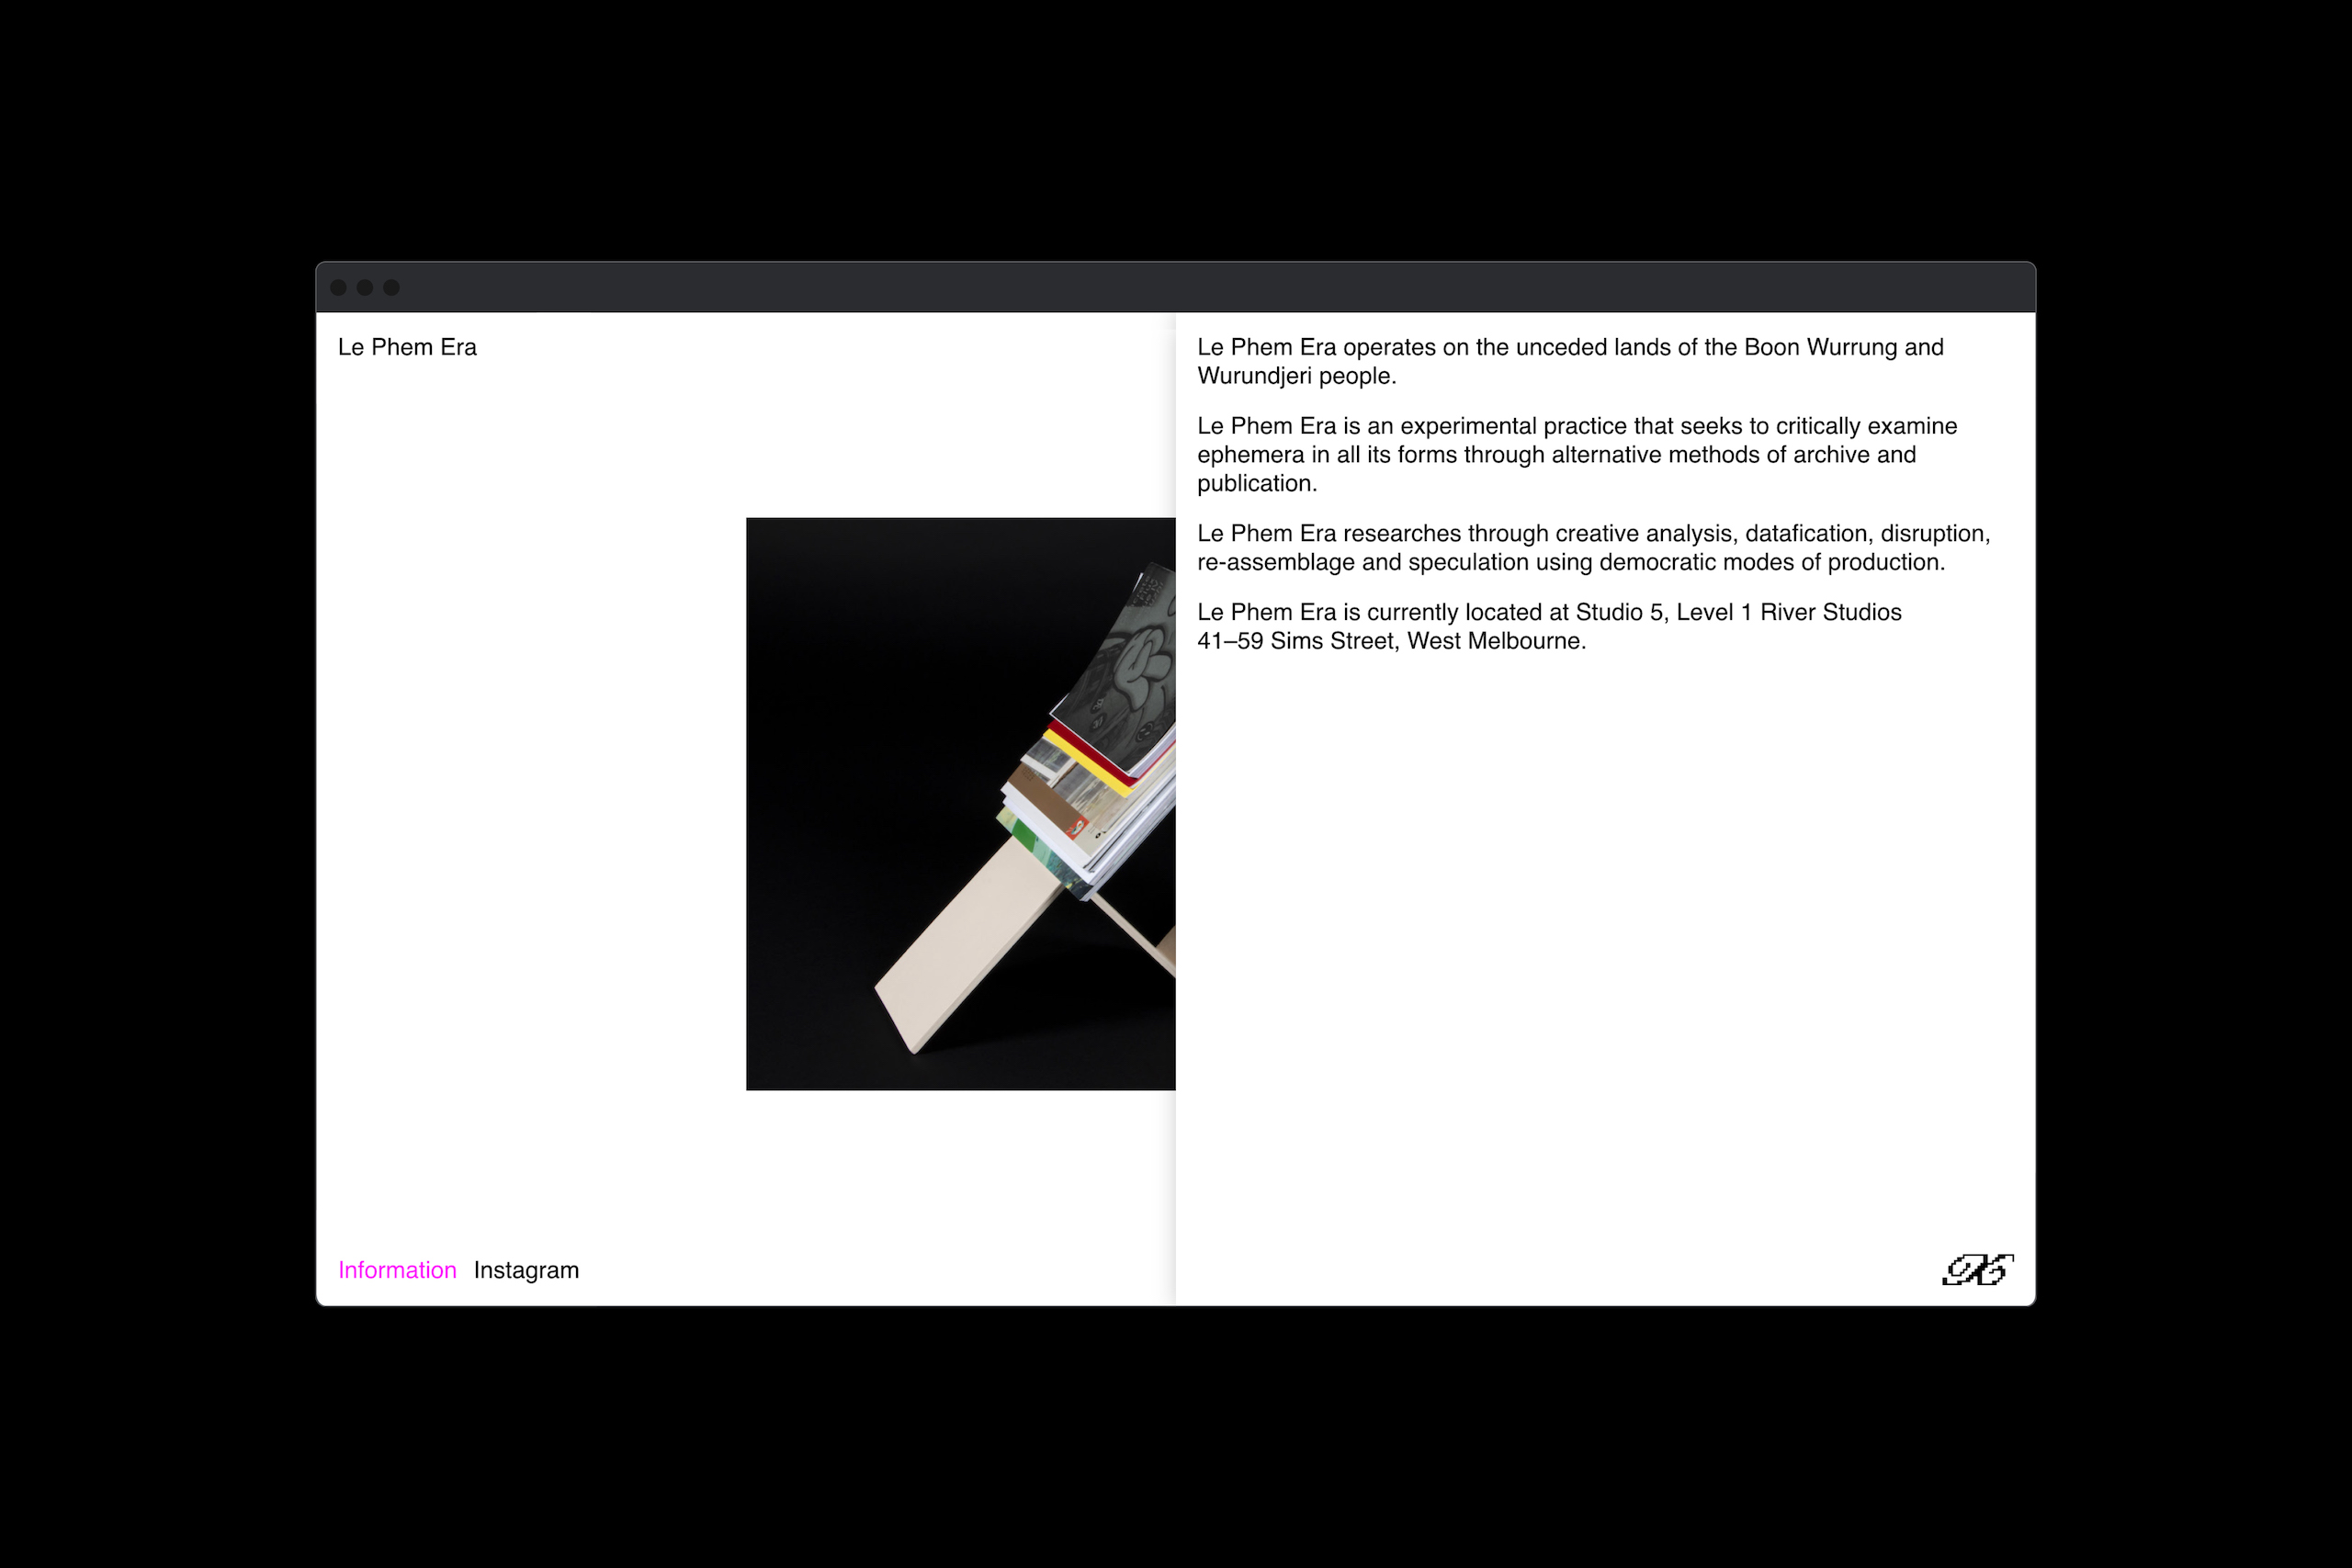 Le Phem Era
Le Phem Era operates on the unceded lands of the Boon Wurrung and
Wurundjeri people.
Le Phem Era is an experimental practice that seeks to critically examine
ephemera in all its forms through alternative methods of archive and
publication.
Le Phem Era researches through creative analysis, datafication, disruption,
re-assemblage and speculation using democratic modes of production.
Le Phem Era is currently located at Studio 5, Level 1 River Studios
41–59 Sims Street, West Melbourne.
Information Instagram